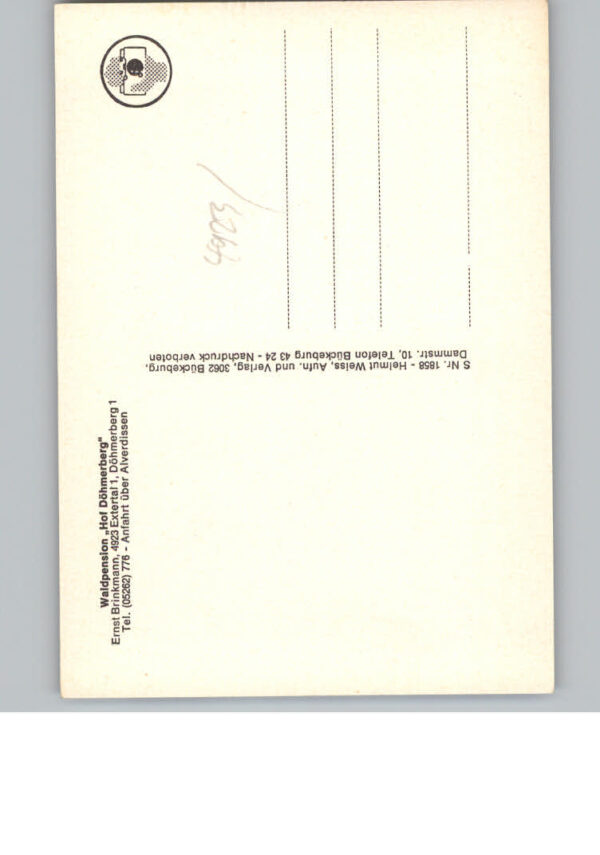 Waldpension „Hof Döhmerberg"
Ernst Brinkmann, 4923 Extertal 1, Döhmerberg 1
Tel. (05262) 776 - Anfahrt über Alverdissen
S Nr. 1858 - Helmut Weiss, Aufn. und Verlag, 3062 Bückeburg,
Dammstr. 10, Telefon Bückeburg 43 24 - Nachdruck verboten